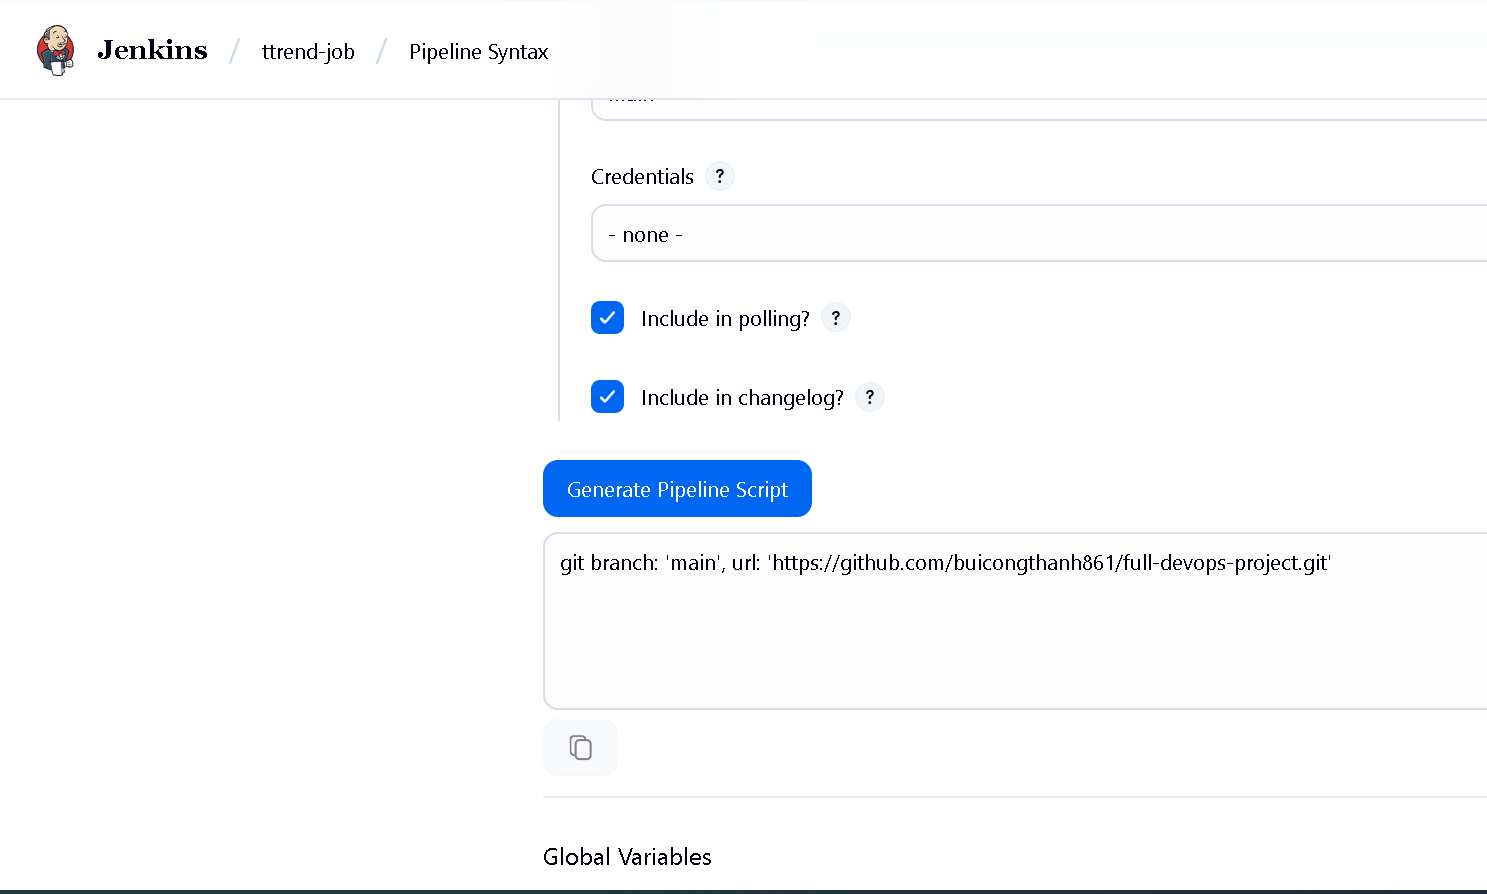 Jenkins / ttrend-job / Pipeline Syntax
Credentials ?
- none -
Include in polling? ?
Include in changelog? ?
Generate Pipeline Script
git branch: 'main', url: 'https://github.com/buicongthanh861/full-devops-project.git'
Global Variables